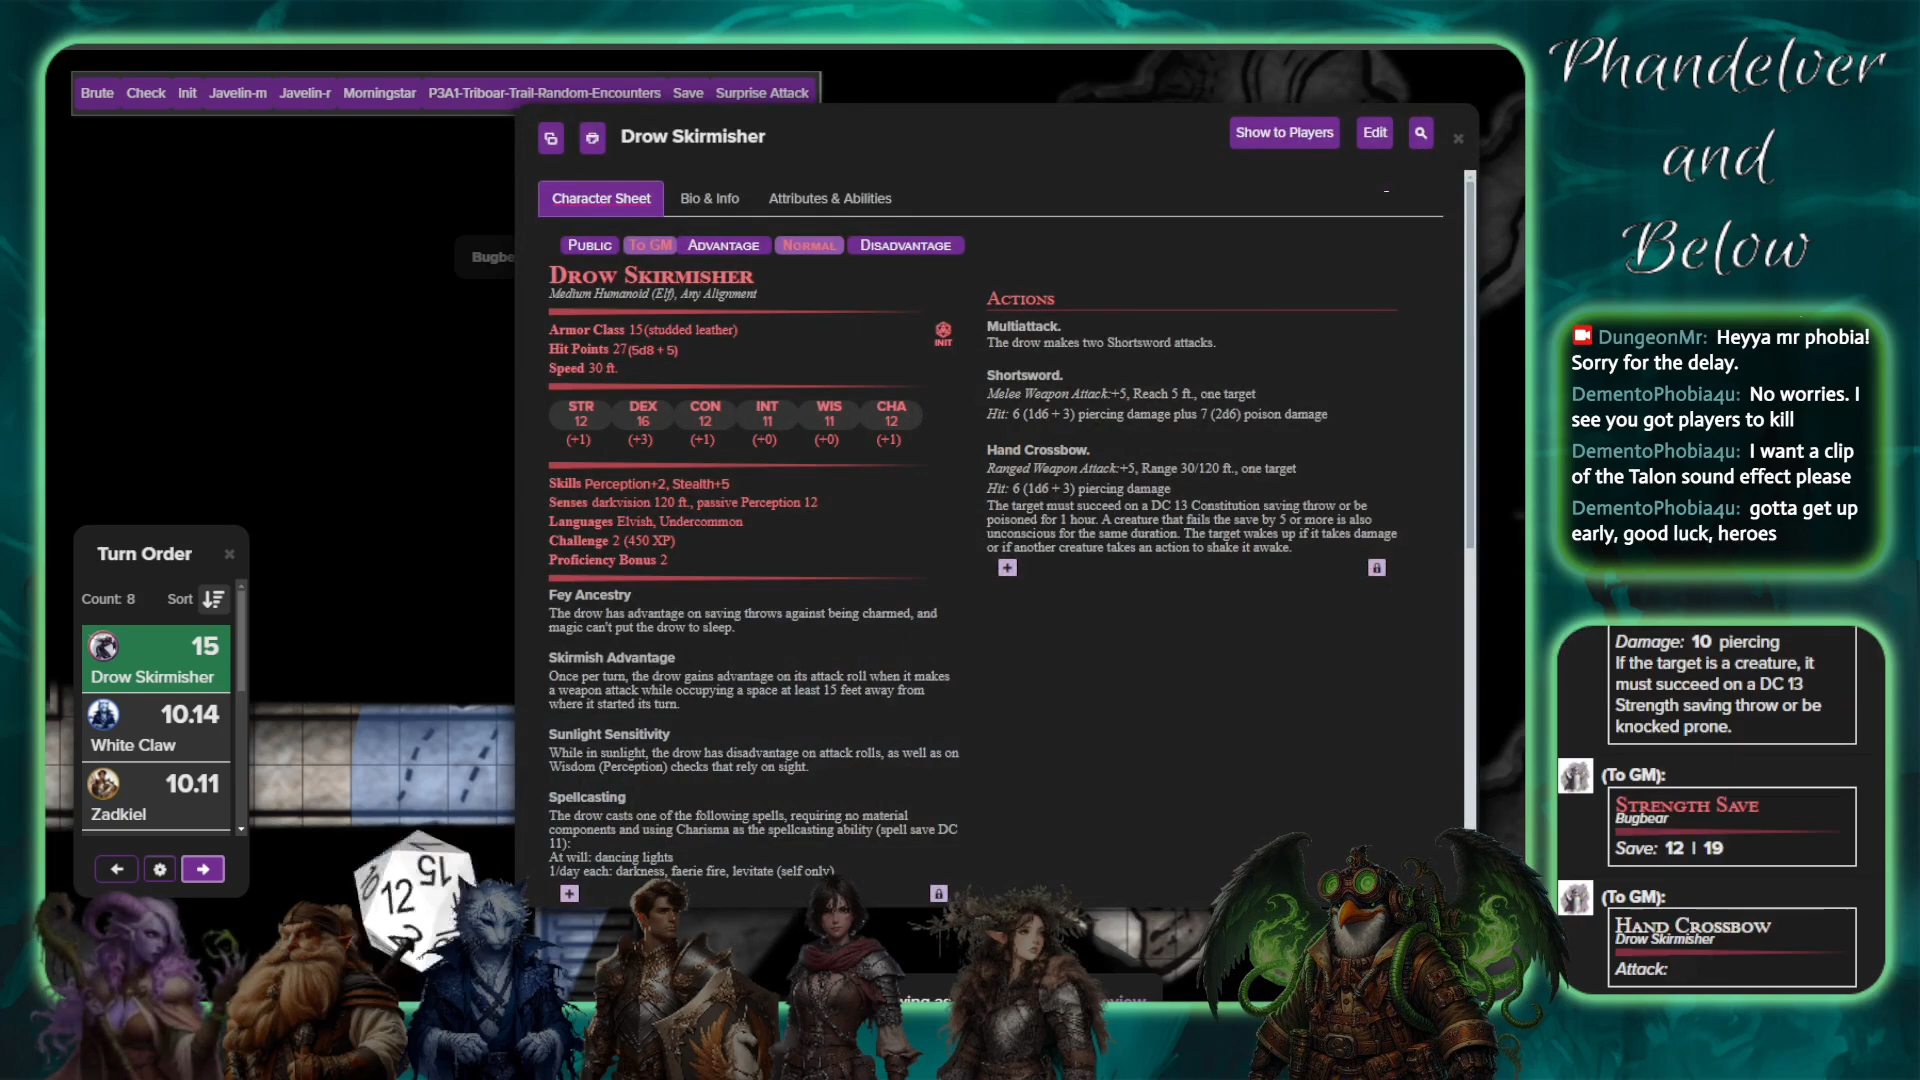 Brute Check Init Javelin-m Javelin-r Morningstar P3A1-Triboar-Trail-Random-Encounters Save Surprise Attack
Bugbe
Drow Skirmisher
Show to Players Edit
Character Sheet Bio & Info Attributes & Abilities
PUBLIC To GM ADVANTAGE NORMAL DISADVANTAGE
DROW SKIRMISHER
Medium Humanoid (Elf), Any Alignment
Armor Class 15(studded leather)
INIT
Hit Points 27(5d8 + 5)
Speed 30 ft.
STR DEX CON INT WIS CHA
12 16 12 11 11 12
(+1) (+3) (+1) (+0) (+0) (+1)
Skills Perception+2, Stealth+5
Senses darkvision 120 ft., passive Perception 12
Languages Elvish, Undercommon
Challenge 2 (450 XP)
Proficiency Bonus 2
Fey Ancestry
The drow has advantage on saving throws against being charmed, and
magic can't put the drow to sleep.
Skirmish Advantage
Once per turn, the drow gains advantage on its attack roll when it makes
a weapon attack while occupying a space at least 15 feet away from
where it started its turn.
Sunlight Sensitivity
While in sunlight, the drow has disadvantage on attack rolls, as well as on
Wisdom (Perception) checks that rely on sight.
Spellcasting
The drow casts one of the following spells, requiring no material
components and using Charisma as the spellcasting ability (spell save DC
11):
At will: dancing lights
1/day each: darkness, faerie fire, levitate (self only)
ACTIONS
Multiattack.
The drow makes two Shortsword attacks.
Shortsword.
Melee Weapon Attack:+5, Reach 5 ft., one target
Hit: 6 (1d6 + 3) piercing damage plus 7 (2d6) poison damage
Hand Crossbow.
Ranged Weapon Attack:+5, Range 30/120 ft., one target
Hit: 6 (1d6 + 3) piercing damage
The target must succeed on a DC 13 Constitution saving throw or be
poisoned for 1 hour. A creature that fails the save by 5 or more is also
unconscious for the same duration. The target wakes up if it takes damage
or if another creature takes an action to shake it awake.
Turn Order
Count: 8 Sort
15
Drow Skirmisher
10.14
White Claw
10.11
Zadkiel
15
12
Phandelver
and
Below
DungeonMr: Heyya mr phobia!
Sorry for the delay.
DementoPhobia4u: No worries. I
see you got players to kill
DementoPhobia4u: I want a clip
of the Talon sound effect please
DementoPhobia4u: gotta get up
early, good luck, heroes
Damage: 10 piercing
If the target is a creature, it
must succeed on a DC 13
Strength saving throw or be
knocked prone.
(To GM):
STRENGTH SAVE
Bugbear
Save: 12 | 19
(To GM):
HAND CROSSBOW
Drow Skirmisher
Attack: